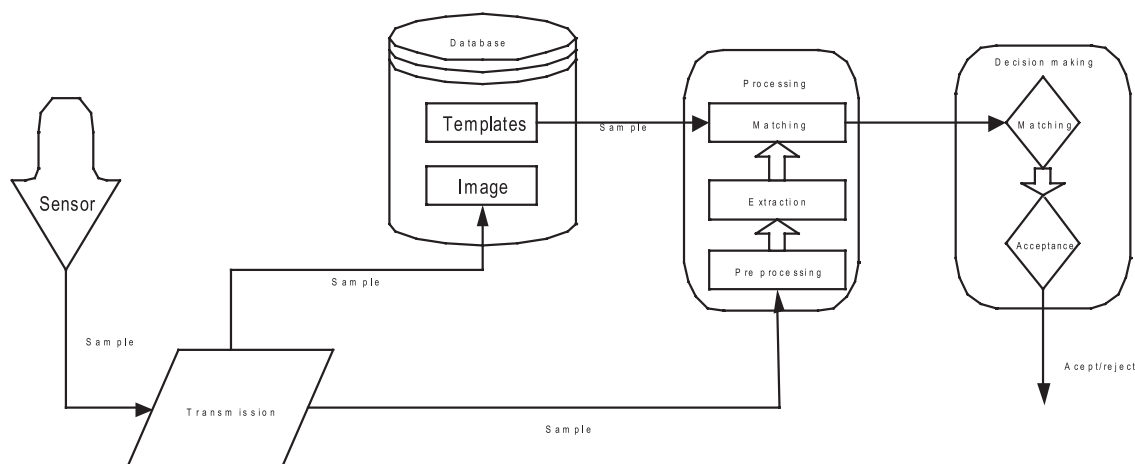 Database
Templates
Image
Sensor
Sample
Transmission
Sample
Sample
Sample
Processing
Matching
Extraction
Pre processing
Decision making
Matching
Acceptance
Acept/reject